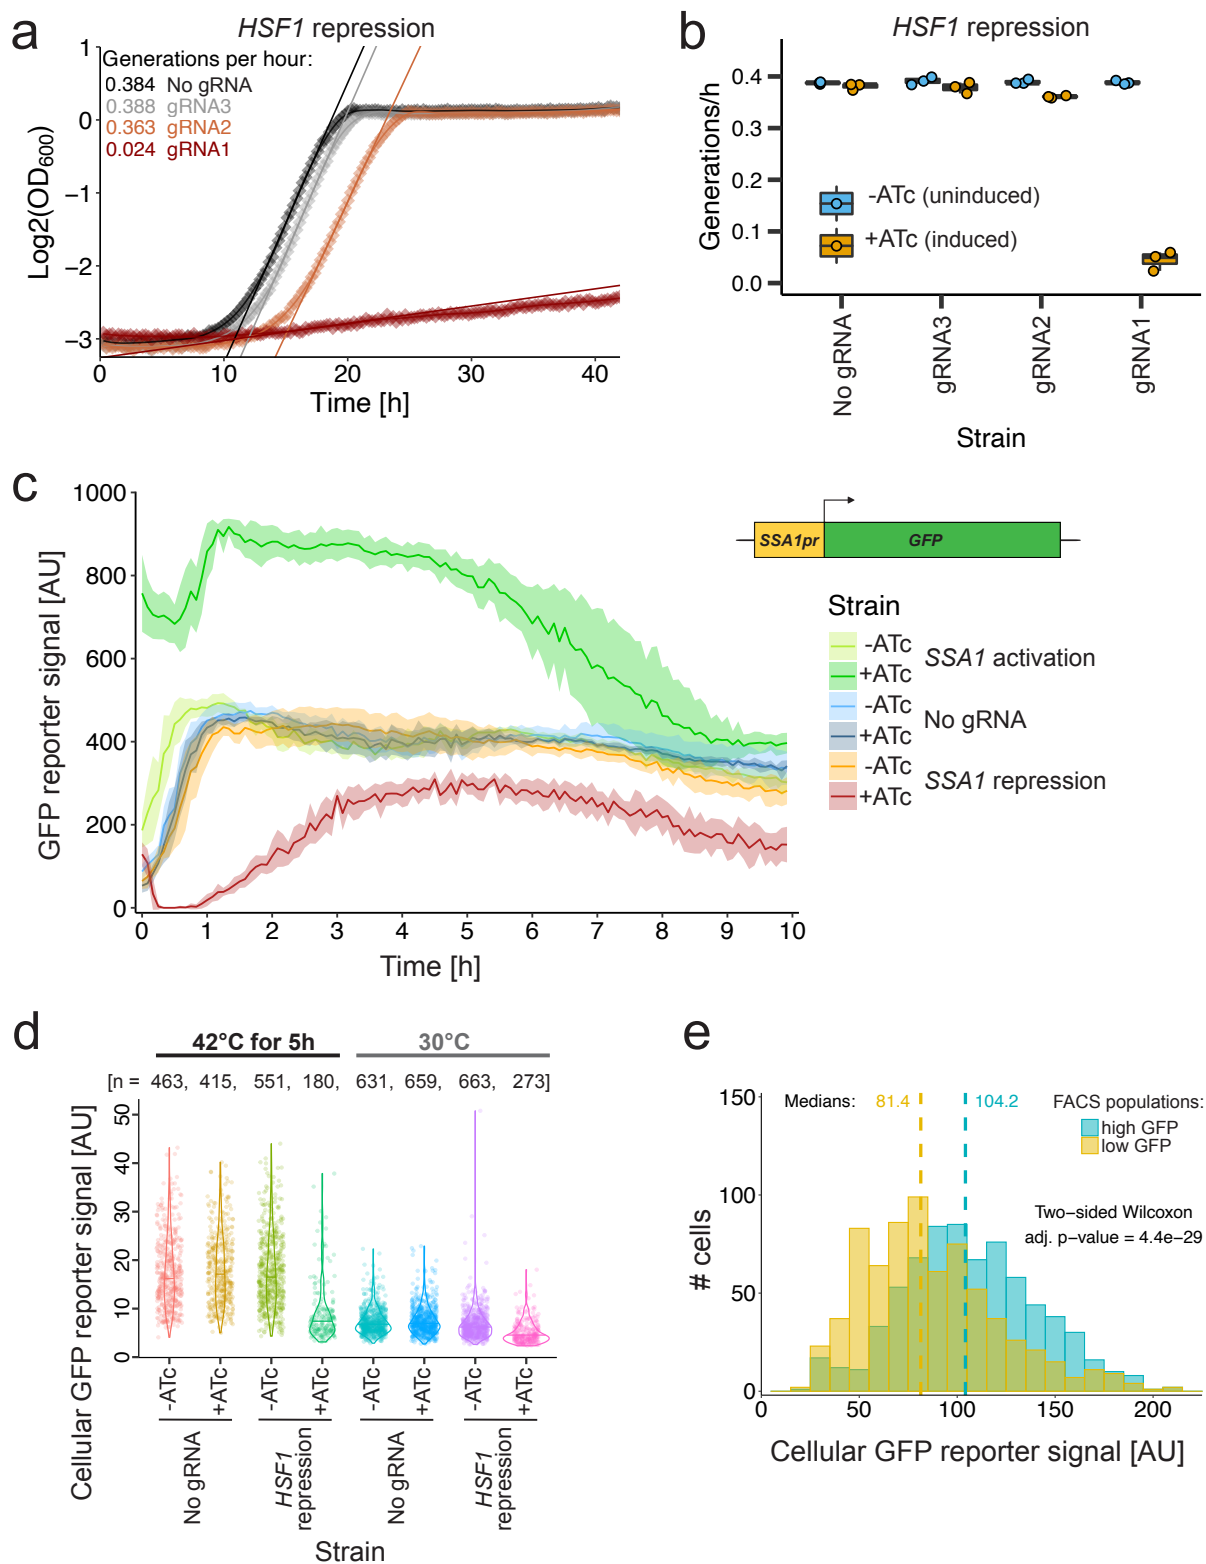 a
HSF1 repression
Generations per hour:
0.384 No gRNA
0.388 gRNA3
0.363 gRNA2
0.024 gRNA1
Log2(OD600)
1
0
−1
−2
−3
0 10 20 30 40
Time [h]
b
HSF1 repression
Generations/h
0.4
0.3
0.2
0.1
0.0
-ATc (uninduced)
+ATc (induced)
No gRNA
gRNA3
gRNA2
gRNA1
Strain
c
GFP reporter signal [AU]
1000
800
600
400
200
0
0 1 2 3 4 5 6 7 8 9 10
Time [h]
SSA1pr GFP
Strain
-ATc
+ATc
SSA1 activation
-ATc
+ATc
No gRNA
-ATc
+ATc
SSA1 repression
d
42°C for 5h 30°C
[n = 463, 415, 551, 180, 631, 659, 663, 273]
Cellular GFP reporter signal [AU]
50
40
30
20
10
0
-ATc +ATc -ATc +ATc -ATc +ATc -ATc +ATc
No gRNA
HSF1
repression
No gRNA
HSF1
repression
Strain
e
# cells
150
100
50
0
Medians: 81.4 104.2
FACS populations:
high GFP
low GFP
Two−sided Wilcoxon
adj. p−value = 4.4e−29
0 50 100 150 200
Cellular GFP reporter signal [AU]